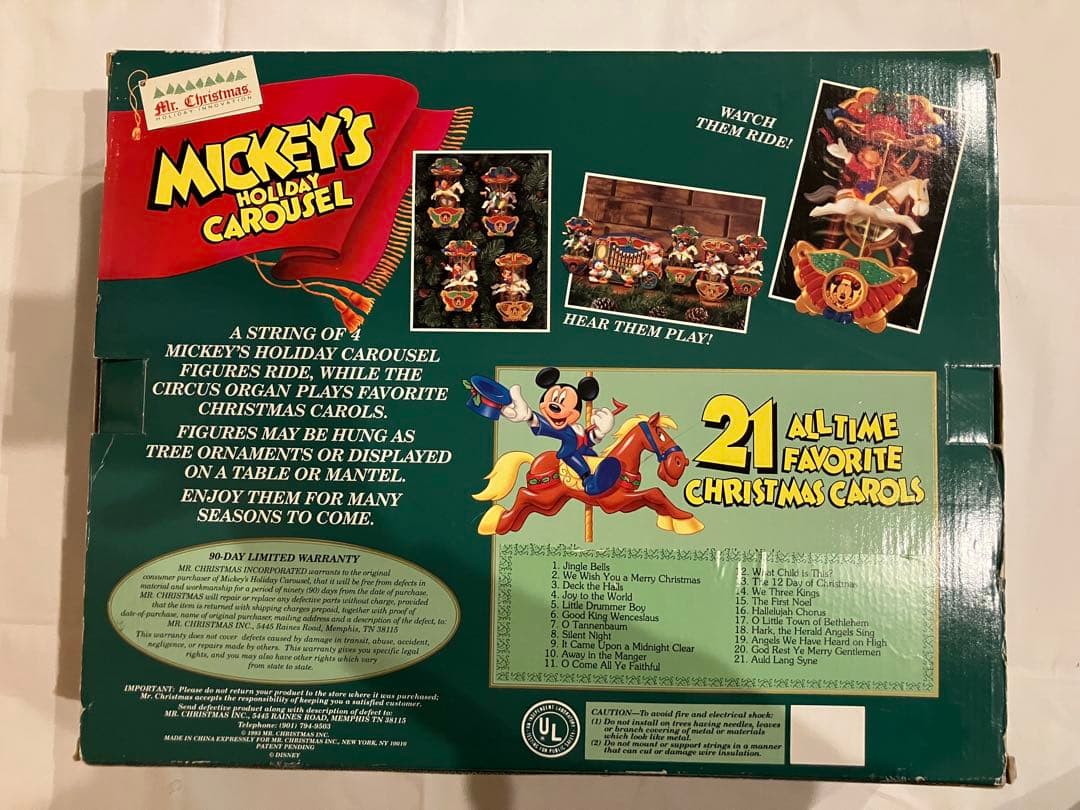 Mr. Christmas.
HOLIDAY INNOVATION
MICKEY'S
HOLIDAY
CAROUSEL
WATCH
THEM RIDE!
HEAR THEM PLAY!
A STRING OF 4
MICKEY'S HOLIDAY CAROUSEL
FIGURES RIDE, WHILE THE
CIRCUS ORGAN PLAYS FAVORITE
CHRISTMAS CAROLS.
FIGURES MAY BE HUNG AS
TREE ORNAMENTS OR DISPLAYED
ON A TABLE OR MANTEL.
ENJOY THEM FOR MANY
SEASONS TO COME.
21 ALL TIME
FAVORITE
CHRISTMAS CAROLS
1. Jingle Bells
2. We Wish You a Merry Christmas
3. Deck the Halls
4. Joy to the World
5. Little Drummer Boy
6. Good King Wenceslaus
7. O Tannenbaum
8. Silent Night
9. It Came Upon a Midnight Clear
10. Away in the Manger
11. O Come All Ye Faithful
2. What Child Is This?
3. The 12 Day of Christmas
4. We Three Kings
15. The First Noel
16. Hallelujah Chorus
17. O Little Town of Bethlehem
18. Hark, the Herald Angels Sing
19. Angels We Have Heard on High
20. God Rest Ye Merry Gentlemen
21. Auld Lang Syne
90-DAY LIMITED WARRANTY
MR. CHRISTMAS INCORPORATED warrants to the original
consumer purchaser of Mickey's Holiday Carousel, that it will be free from defects in
material and workmanship for a period of ninety (90) days from the date of purchase.
MR. CHRISTMAS will repair or replace any defective parts without charge, provided
that the item is returned with shipping charges prepaid, together with proof of
date-of-purchase, name of original purchaser, mailing address and a description of the defect, to:
MR. CHRISTMAS INC., 5445 Raines Road, Memphis, TN 38115
This warranty does not cover defects caused by damage in transit, abuse, accident,
negligence, or repairs made by others. This warranty gives you specific legal
rights, and you may also have other rights which vary
from state to state.
IMPORTANT: Please do not return your product to the store where it was purchased;
Mr. Christmas accepts the responsibility of keeping you a satisfied customer.
Send defective product along with description of defect to:
MR. CHRISTMAS INC., 5445 RAINES ROAD, MEMPHIS TN 38115
Telephone: (901) 794-9503
© 1993 MR. CHRISTMAS INC.
MADE IN CHINA EXPRESSLY FOR MR. CHRISTMAS INC., NEW YORK, NY 10010
PATENT PENDING
© DISNEY
UL
CAUTION—To avoid fire and electrical shock:
(1) Do not install on trees having needles, leaves
or branch covering of metal or materials
which look like metal.
(2) Do not mount or support strings in a manner
that can cut or damage wire insulation.